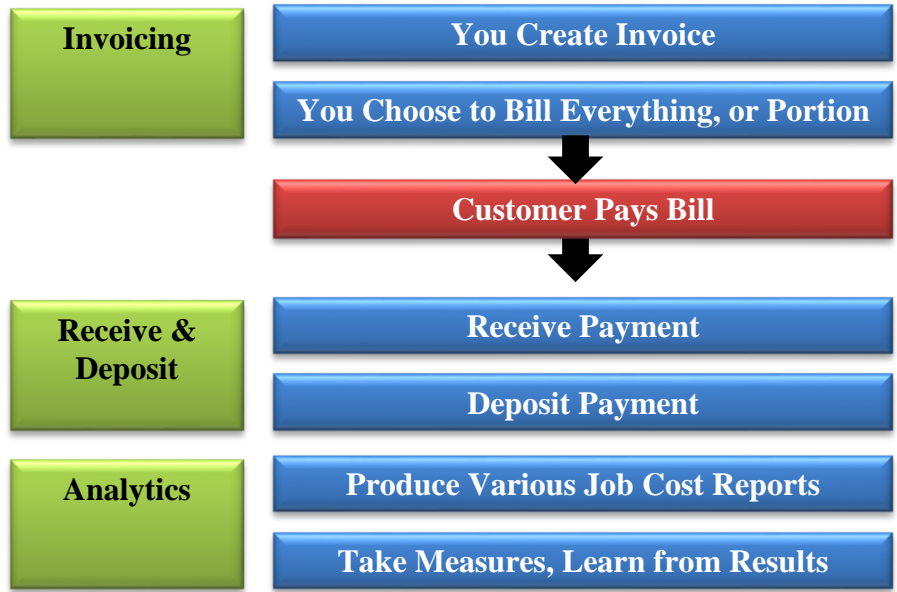 Invoicing
You Create Invoice
You Choose to Bill Everything, or Portion
Customer Pays Bill
Receive &
Deposit
Receive Payment
Deposit Payment
Analytics
Produce Various Job Cost Reports
Take Measures, Learn from Results